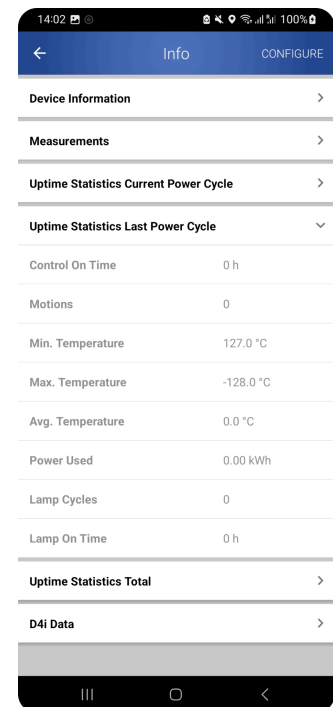 14:02 100%
Info CONFIGURE
Device Information
Measurements
Uptime Statistics Current Power Cycle
Uptime Statistics Last Power Cycle
Control On Time 0 h
Motions 0
Min. Temperature 127.0 °C
Max. Temperature -128.0 °C
Avg. Temperature 0.0 °C
Power Used 0.00 kWh
Lamp Cycles 0
Lamp On Time 0 h
Uptime Statistics Total
D4i Data